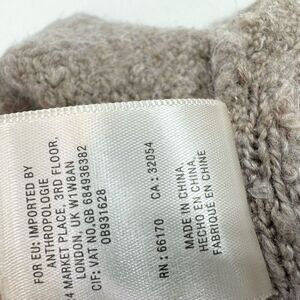 FOR EU: IMPORTED BY
ANTHROPOLOGIE
4 MARKET PLACE, 3RD FLOOR,
LONDON, UK W1W8AN
CIF: VAT NO.GB 684936382
OB931628
RN: 66170 CA: 32054
MADE IN CHINA,
HECHO EN CHINA,
FABRIQUÉ EN CHINE